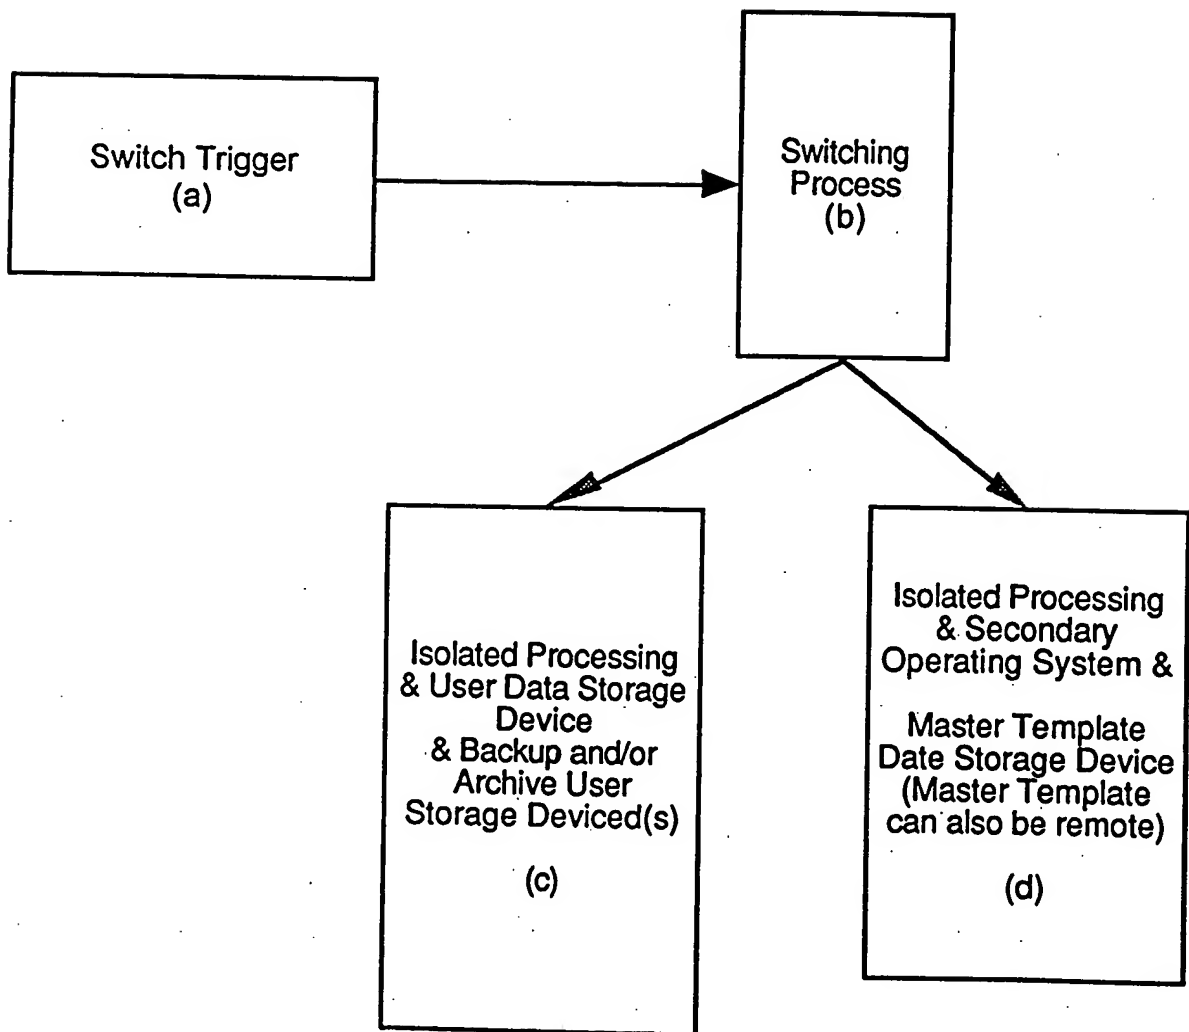 Switch Trigger
(a)
Switching
Process
(b)
Isolated Processing
& User Data Storage
Device
& Backup and/or
Archive User
Storage Deviced(s)
(c)
Isolated Processing
& Secondary
Operating System &
Master Template
Date Storage Device
(Master Template
can also be remote)
(d)